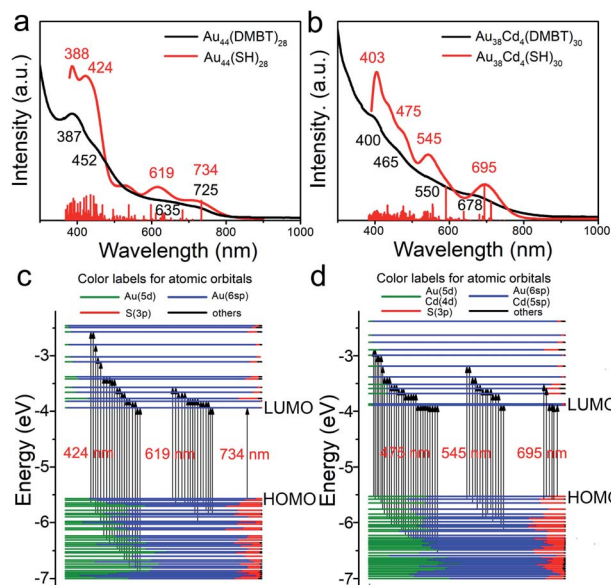 a
Au44(DMBT)28
Au44(SH)28
388
424
387
452
619
734
635
725
Intensity (a.u.)
300 400 600 800 1000
Wavelength (nm)
b
Au38Cd4(DMBT)30
Au38Cd4(SH)30
403
475
545
400
465
550
695
678
Intensity. (a.u.)
400 600 800 1000
Wavelength (nm)
c
Color labels for atomic orbitals
Au(5d) Au(6sp)
S(3p) others
-3
-4
-5
-6
-7
Energy (eV)
LUMO
424 nm 619 nm 734 nm
HOMO
d
Color labels for atomic orbitals
Au(5d) Au(6sp)
Cd(4d) Cd(5sp)
S(3p) others
-3
-4
-5
-6
-7
Energy (eV)
LUMO
475 nm 545 nm 695 nm
HOMO